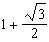 1 + √3/2